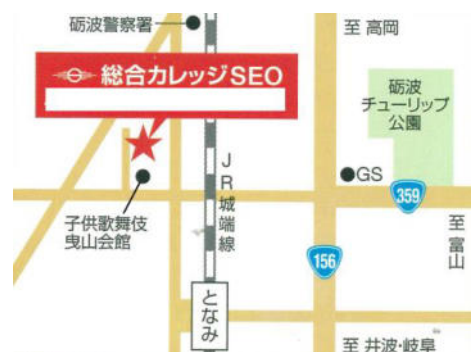 砺波警察署
至 高岡
総合カレッジSEO
砺波
チューリップ
公園
JR城端線
GS
359
子供歌舞伎
曳山会館
至 富山
156
となみ
至 井波・岐阜